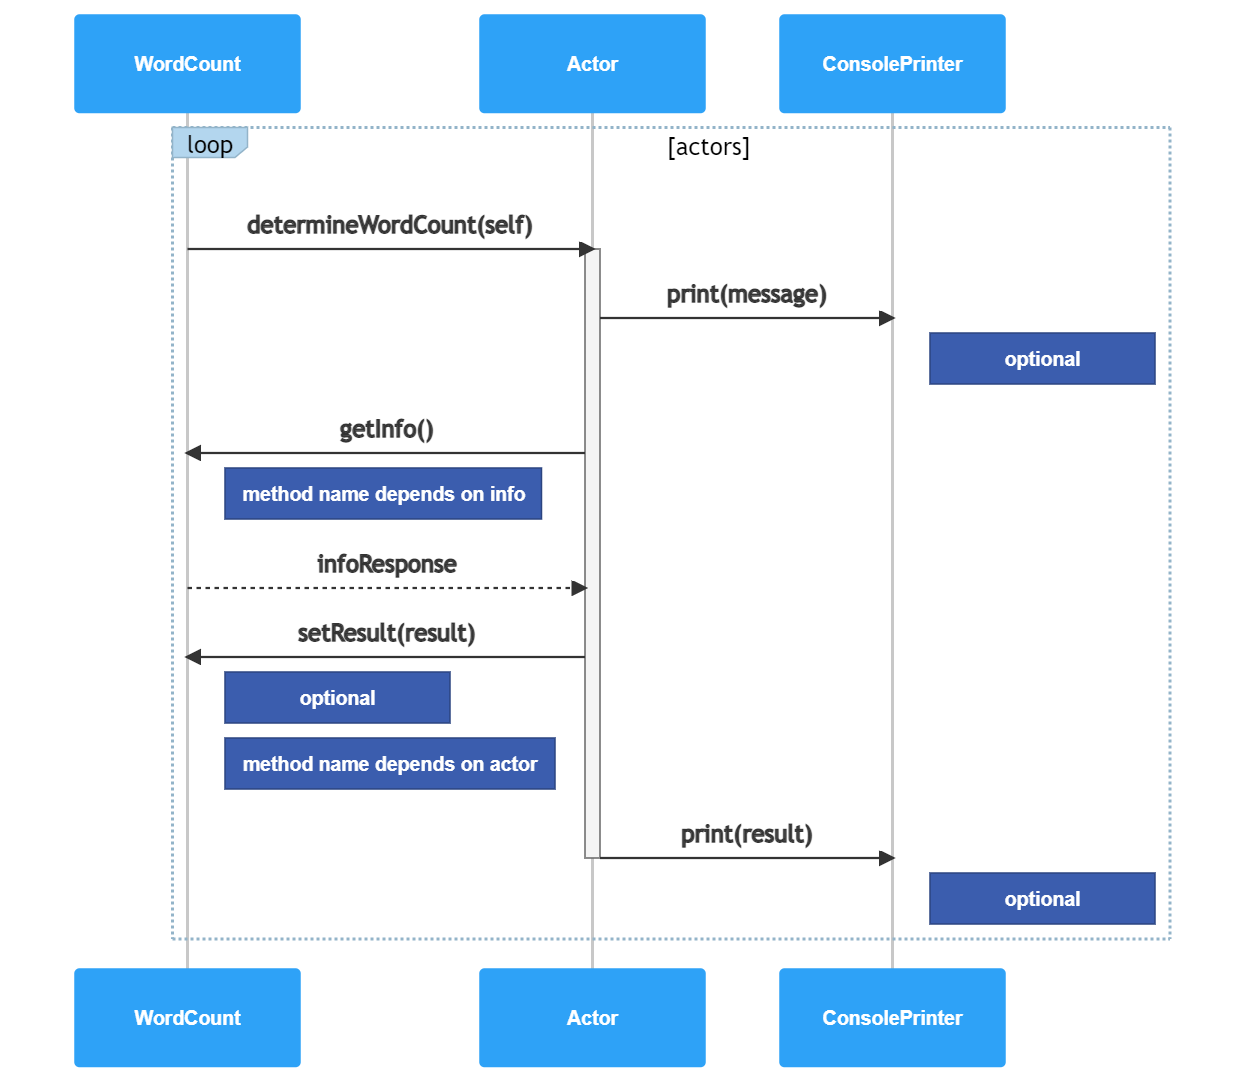 WordCount
Actor
ConsolePrinter
loop
[actors]
determineWordCount(self)
print(message)
optional
getInfo()
method name depends on info
infoResponse
setResult(result)
optional
method name depends on actor
print(result)
optional
WordCount
Actor
ConsolePrinter